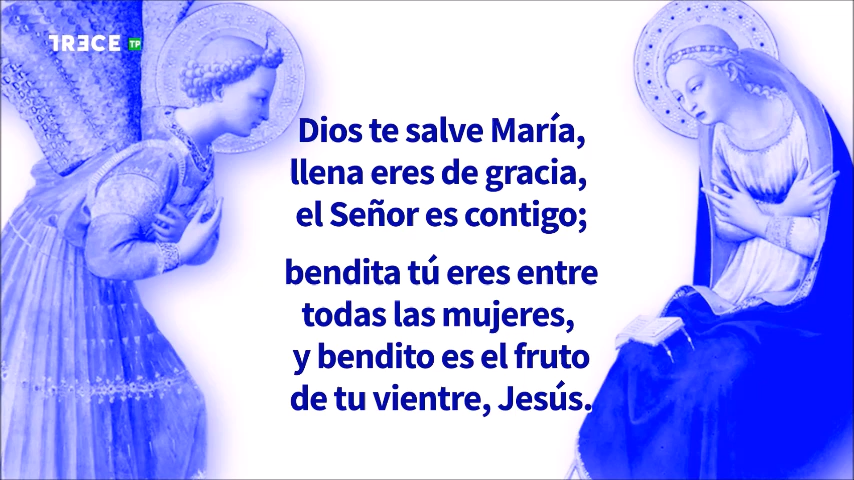 TRECE TP
Dios te salve María,
llena eres de gracia,
el Señor es contigo;
bendita tú eres entre
todas las mujeres,
y bendito es el fruto
de tu vientre, Jesús.